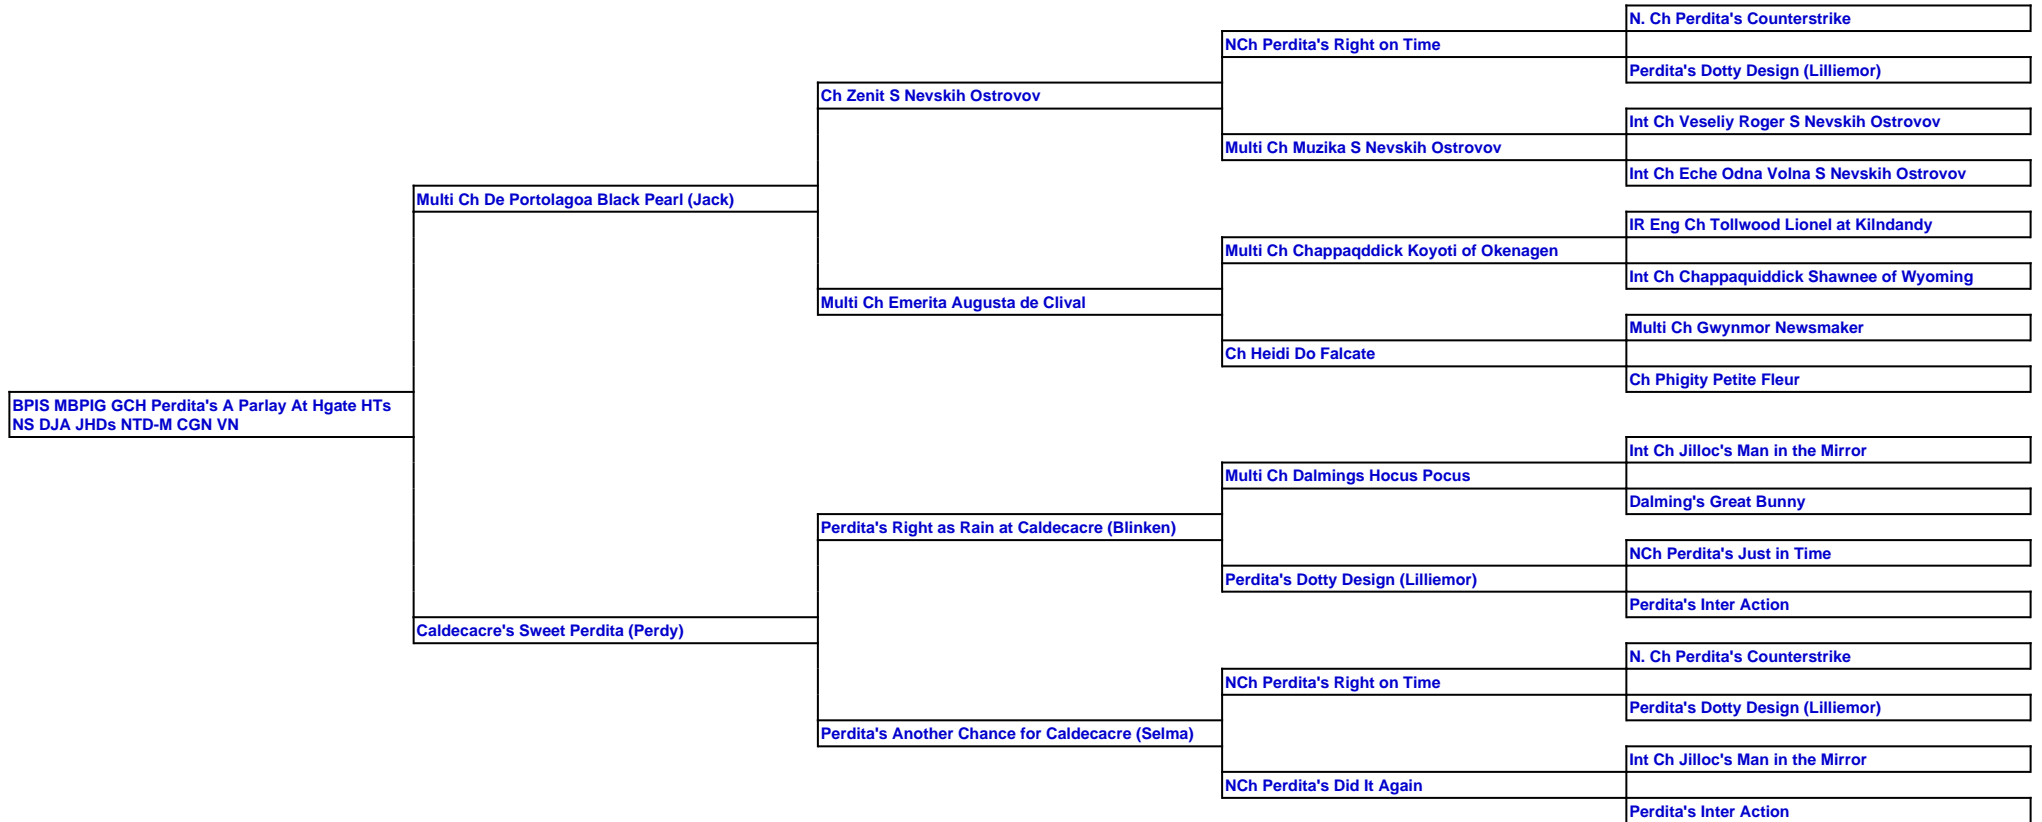 N. Ch Perdita's Counterstrike
NCh Perdita's Right on Time
Perdita's Dotty Design (Lilliemor)
Ch Zenit S Nevskih Ostrovov
Int Ch Veseliy Roger S Nevskih Ostrovov
Multi Ch Muzika S Nevskih Ostrovov
Int Ch Eche Odna Volna S Nevskih Ostrovov
Multi Ch De Portolagoa Black Pearl (Jack)
IR Eng Ch Tollwood Lionel at Kilndandy
Multi Ch Chappaqddick Koyoti of Okenagen
Int Ch Chappaquiddick Shawnee of Wyoming
Multi Ch Emerita Augusta de Clival
Multi Ch Gwynmor Newsmaker
Ch Heidi Do Falcate
Ch Phigity Petite Fleur
BPIS MBPIG GCH Perdita's A Parlay At Hgate HTs
NS DJA JHDs NTD-M CGN VN
Int Ch Jilloc's Man in the Mirror
Multi Ch Dalmings Hocus Pocus
Dalming's Great Bunny
Perdita's Right as Rain at Caldecacre (Blinken)
NCh Perdita's Just in Time
Perdita's Dotty Design (Lilliemor)
Perdita's Inter Action
Caldecacre's Sweet Perdita (Perdy)
N. Ch Perdita's Counterstrike
NCh Perdita's Right on Time
Perdita's Dotty Design (Lilliemor)
Perdita's Another Chance for Caldecacre (Selma)
Int Ch Jilloc's Man in the Mirror
NCh Perdita's Did It Again
Perdita's Inter Action